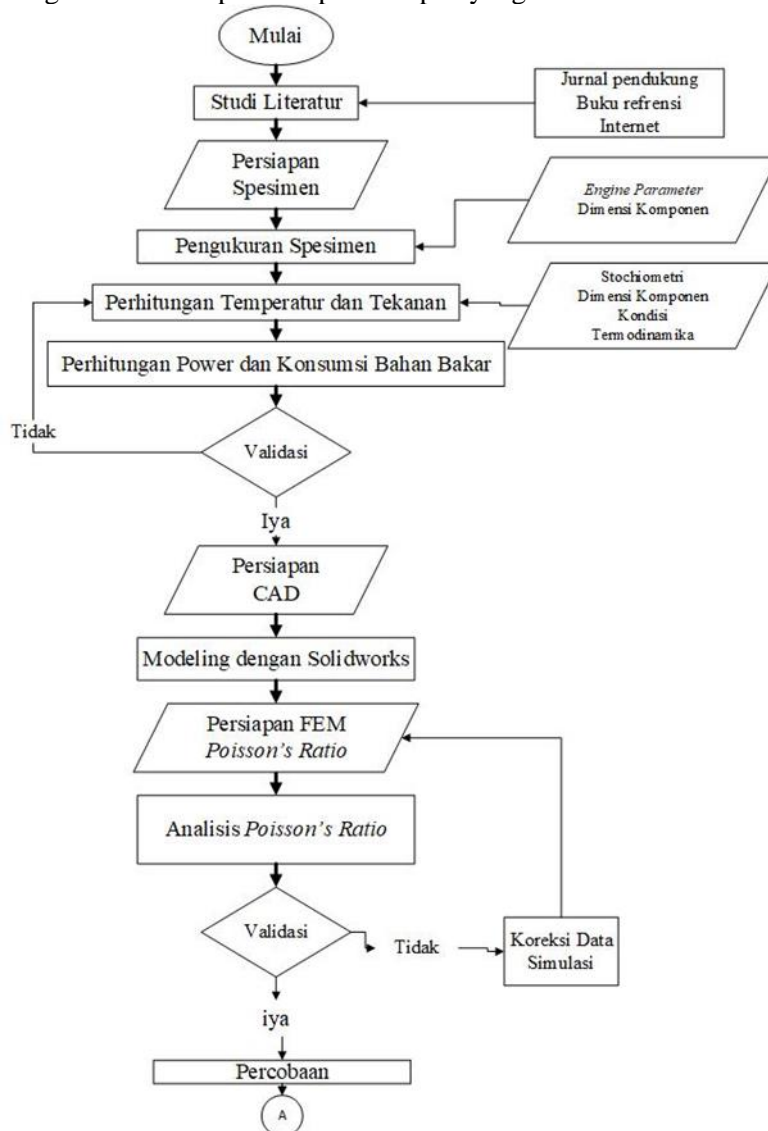 yang
Mulai
Studi Literatur
Jurnal pendukung
Buku refrensi
Internet
Persiapan
Spesimen
Engine Parameter
Dimensi Komponen
Pengukuran Spesimen
Perhitungan Temperatur dan Tekanan
Stochiometri
Dimensi Komponen
Kondisi
Termodinamika
Perhitungan Power dan Konsumsi Bahan Bakar
Tidak
Validasi
Iya
Persiapan
CAD
Modeling dengan Solidworks
Persiapan FEM
Poisson's Ratio
Analisis Poisson's Ratio
Validasi
Tidak
Koreksi Data
Simulasi
iya
Percobaan
A